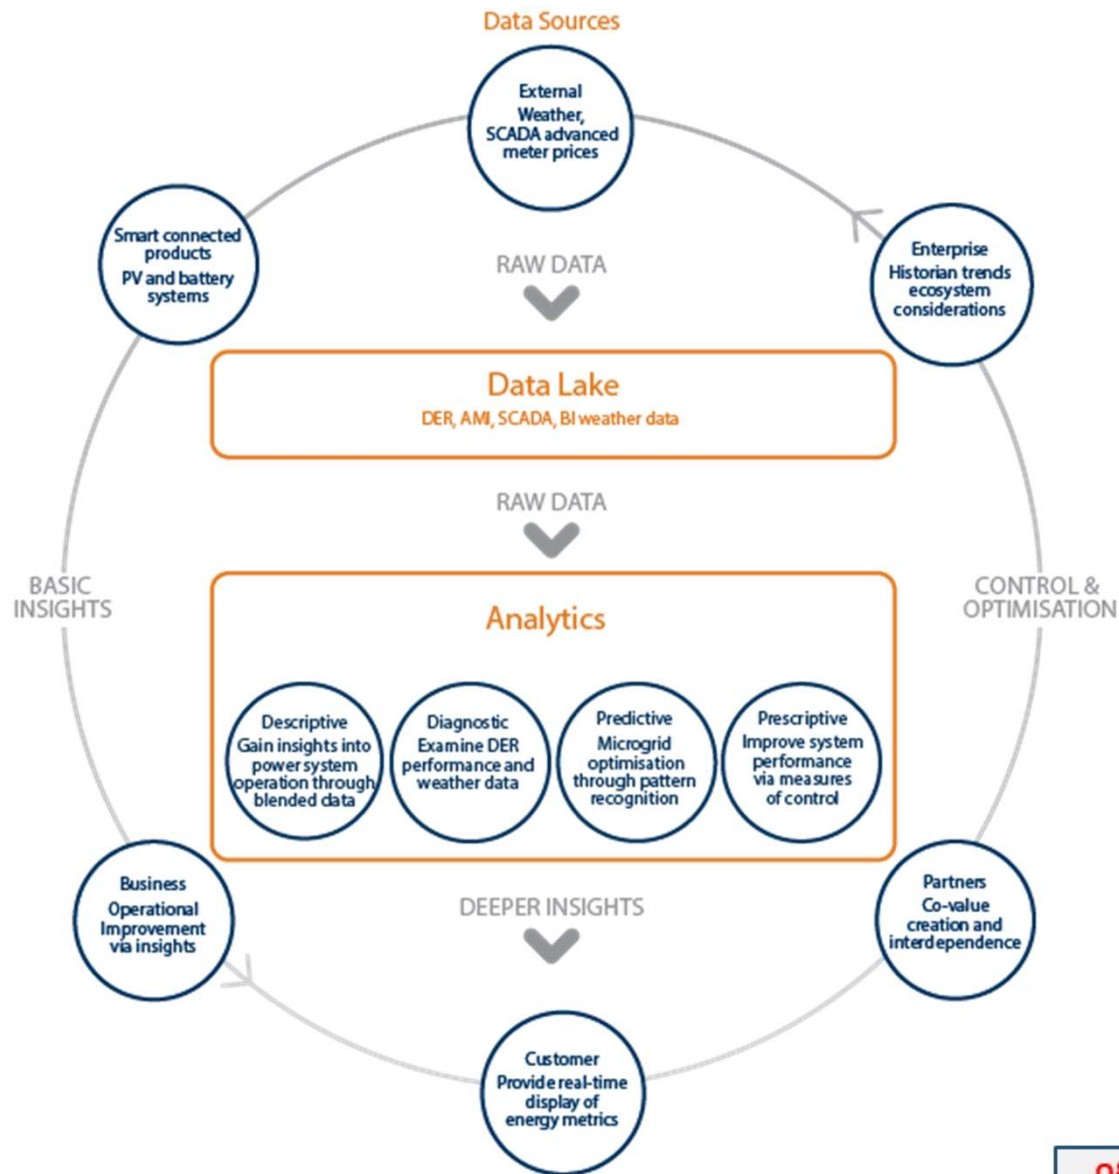 Data Sources
External
Weather,
SCADA advanced
meter prices
Smart connected
products
PV and battery
systems
RAW DATA
Enterprise
Historian trends
ecosystem
considerations
Data Lake
DER, AMI, SCADA, BI weather data
RAW DATA
BASIC
INSIGHTS
CONTROL &
OPTIMISATION
Analytics
Descriptive
Gain insights into
power system
operation through
blended data
Diagnostic
Examine DER
performance and
weather data
Predictive
Microgrid
optimisation
through pattern
recognition
Prescriptive
Improve system
performance
via measures
of control
Business
Operational
Improvement
via insights
DEEPER INSIGHTS
Partners
Co-value
creation and
interdependence
Customer
Provide real-time
display of
energy metrics